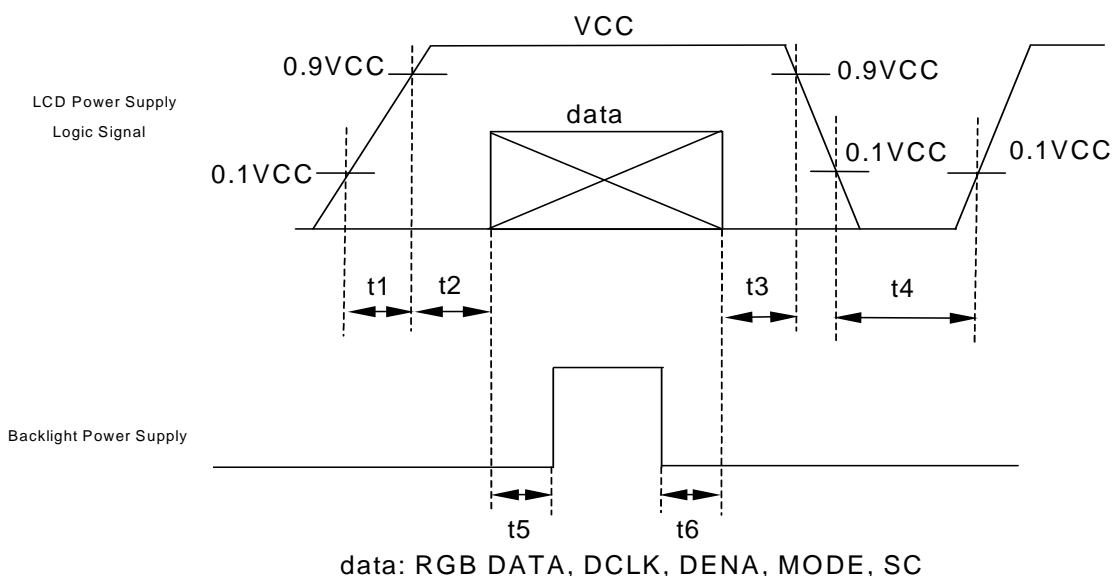 VCC
0.9VCC
0.9VCC
LCD Power Supply
Logic Signal
data
0.1VCC
0.1VCC
0.1VCC
t1
t2
t3
t4
Backlight Power Supply
t5
t6
data: RGB DATA, DCLK, DENA, MODE, SC